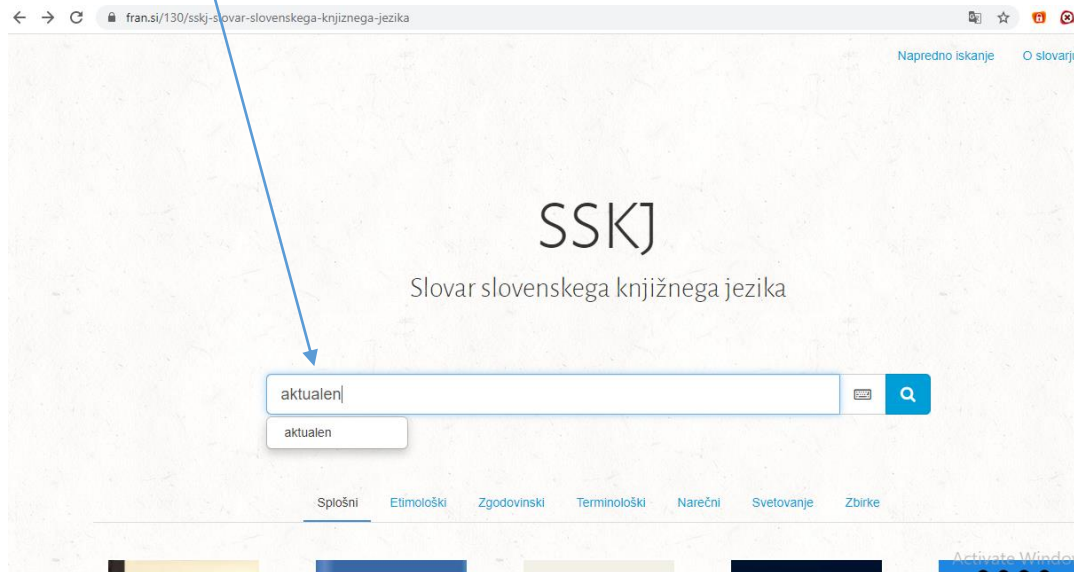 fran.si/130/sskj-slovar-slovenskega-knjiznega-jezika
Napredno iskanje O slovarju
SSKJ
Slovar slovenskega knjižnega jezika
aktualen
aktualen
Splošni Etimološki Zgodovinski Terminološki Narečni Svetovanje Zbirke
Activate Window